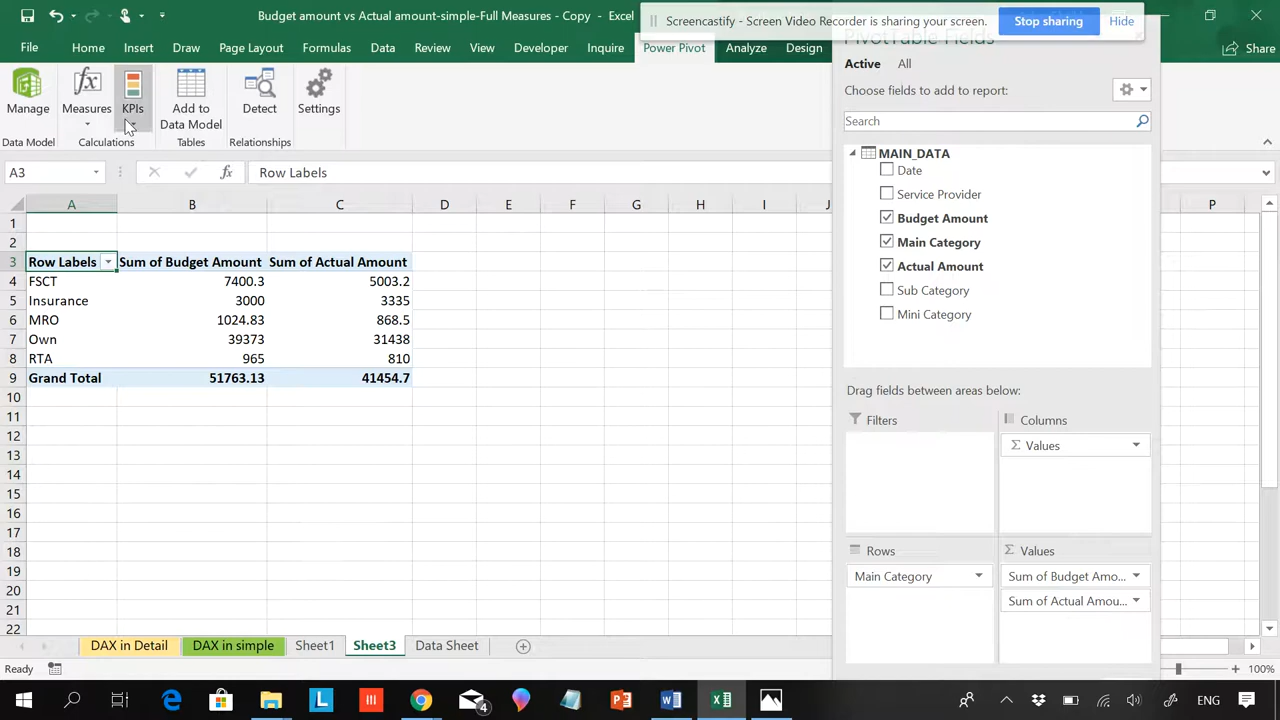 Budget amount vs Actual amount-simple-Full Measures - Copy - Excel
Screencastify - Screen Video Recorder is sharing your screen.
Stop sharing
Hide
File
Home
Insert
Draw
Page Layout
Formulas
Data
Review
View
Developer
Inquire
Power Pivot
Analyze
Design
Share
Manage
Measures
KPIs
Add to
Data Model
Detect
Settings
Data Model
Calculations
Tables
Relationships
A3
fx
Row Labels
A B C D E F G H I J P
1
2
3 Row Labels Sum of Budget Amount Sum of Actual Amount
4 FSCT 7400.3 5003.2
5 Insurance 3000 3335
6 MRO 1024.83 868.5
7 Own 39373 31438
8 RTA 965 810
9 Grand Total 51763.13 41454.7
10
11
12
13
14
15
16
17
18
19
20
21
22
PivotTable Fields
Active All
Choose fields to add to report:
Search
MAIN_DATA
Date
Service Provider
Budget Amount
Main Category
Actual Amount
Sub Category
Mini Category
Drag fields between areas below:
Filters
Columns
Σ Values
Rows
Σ Values
Main Category
Sum of Budget Amo...
Sum of Actual Amou...
DAX in Detail
DAX in simple
Sheet1
Sheet3
Data Sheet
Ready
100%
4
ENG